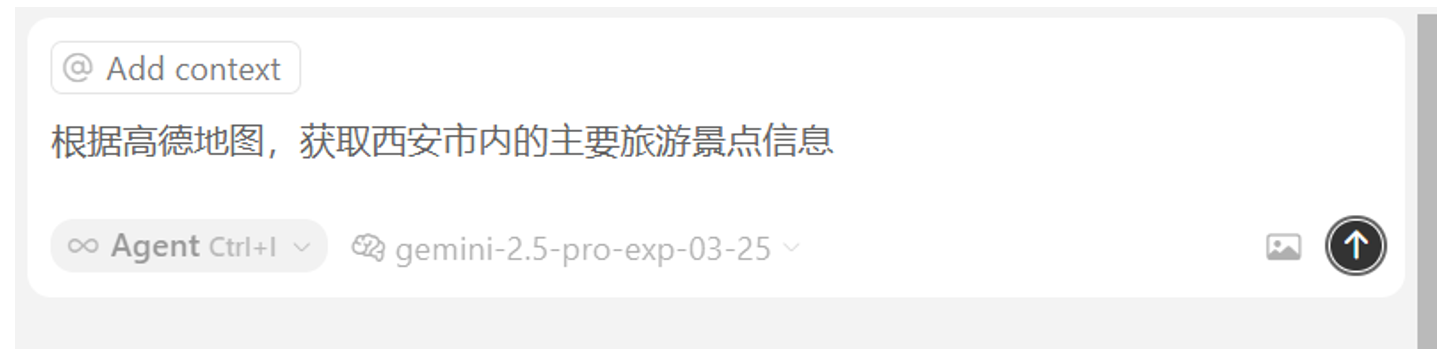 @ Add context
根据高德地图，获取西安市内的主要旅游景点信息
Agent Ctrl+I gemini-2.5-pro-exp-03-25